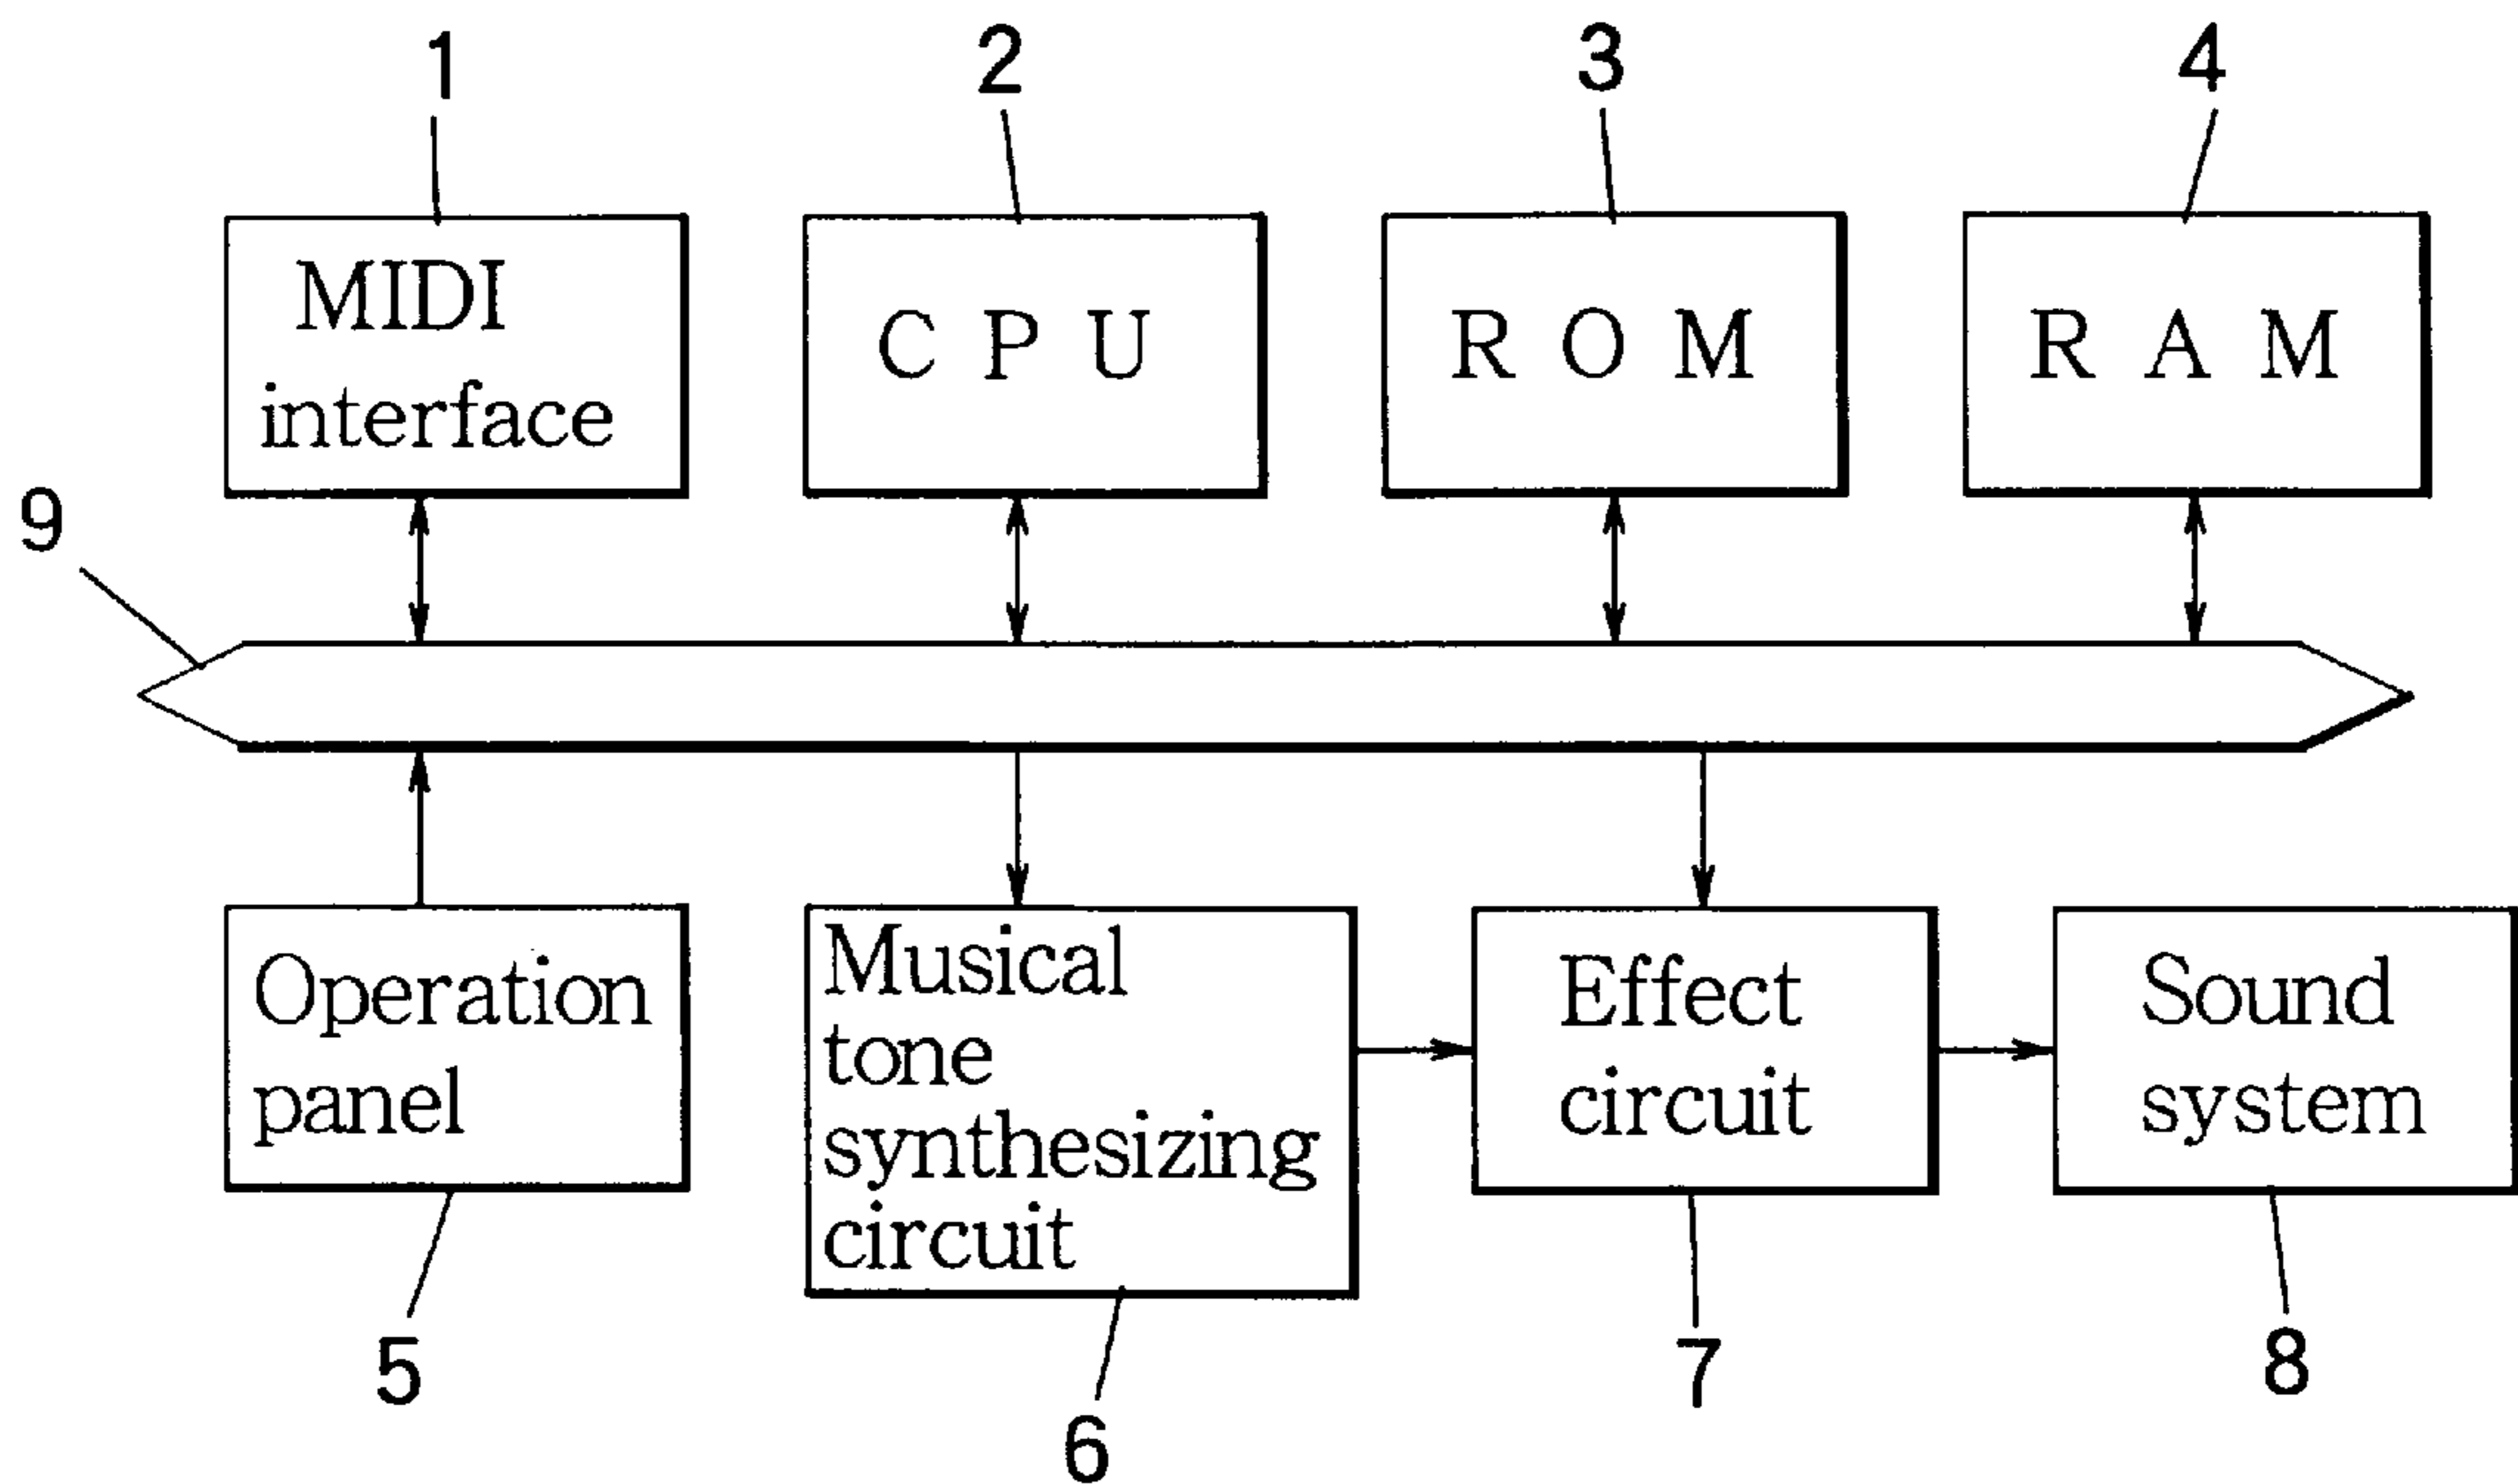 1
2
3
4
MIDI
interface
C P U
R O M
R A M
9
Operation
panel
Musical
tone
synthesizing
circuit
Effect
circuit
Sound
system
5
6
7
8